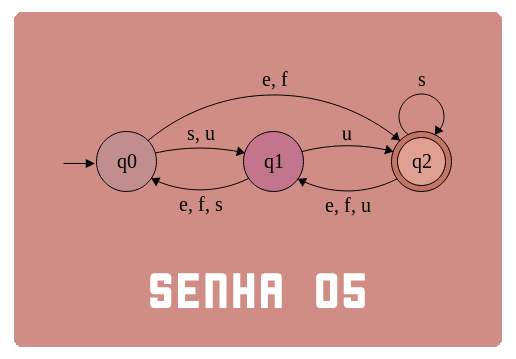 e, f
s
s, u
u
q0
q1
q2
e, f, s
e, f, u
SENHA 05